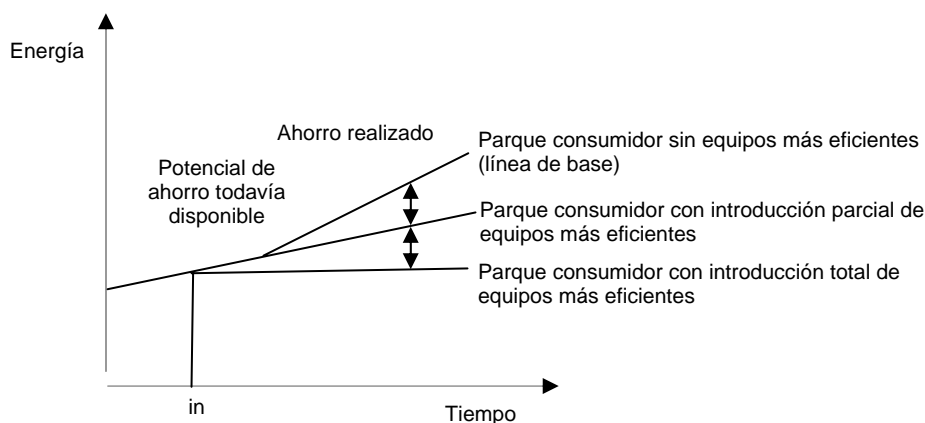 Energía
Ahorro realizado
Potencial de
ahorro todavía
disponible
Parque consumidor sin equipos más eficientes
(línea de base)
Parque consumidor con introducción parcial de
equipos más eficientes
Parque consumidor con introducción total de
equipos más eficientes
in
Tiempo